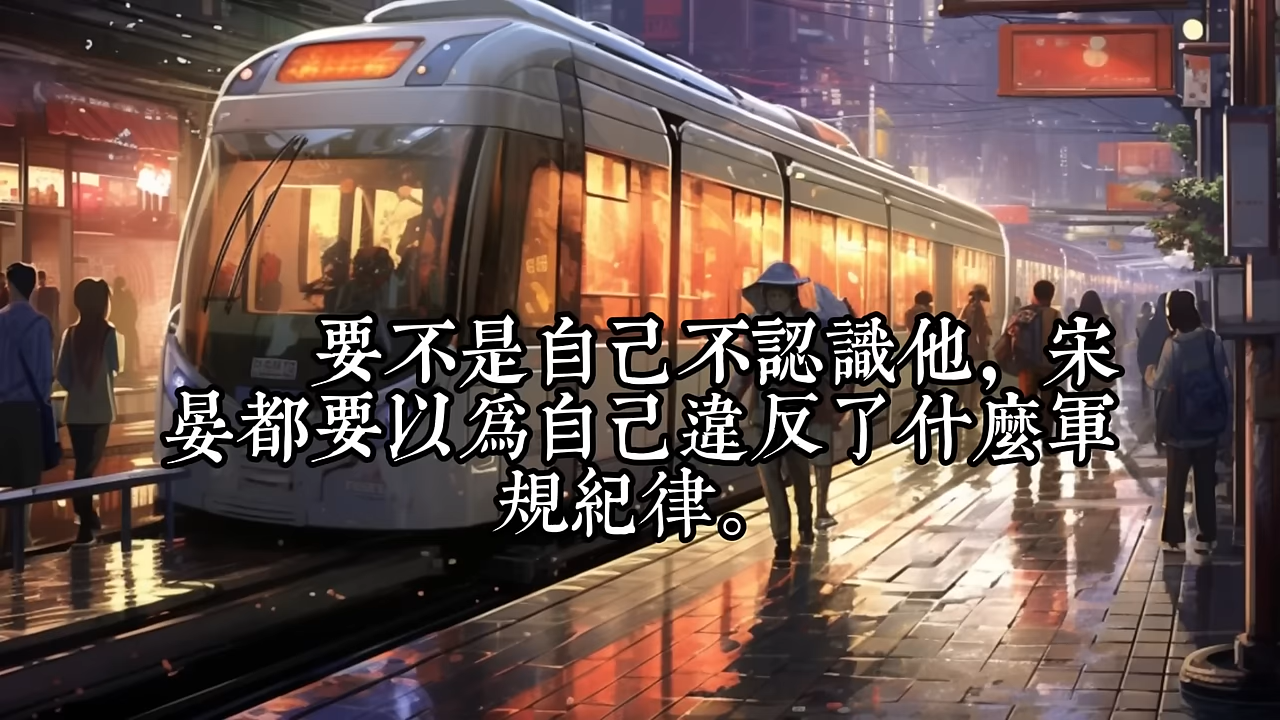 要不是自己不認識他，宋
晏都要以爲自己違反了什麼軍
規紀律。